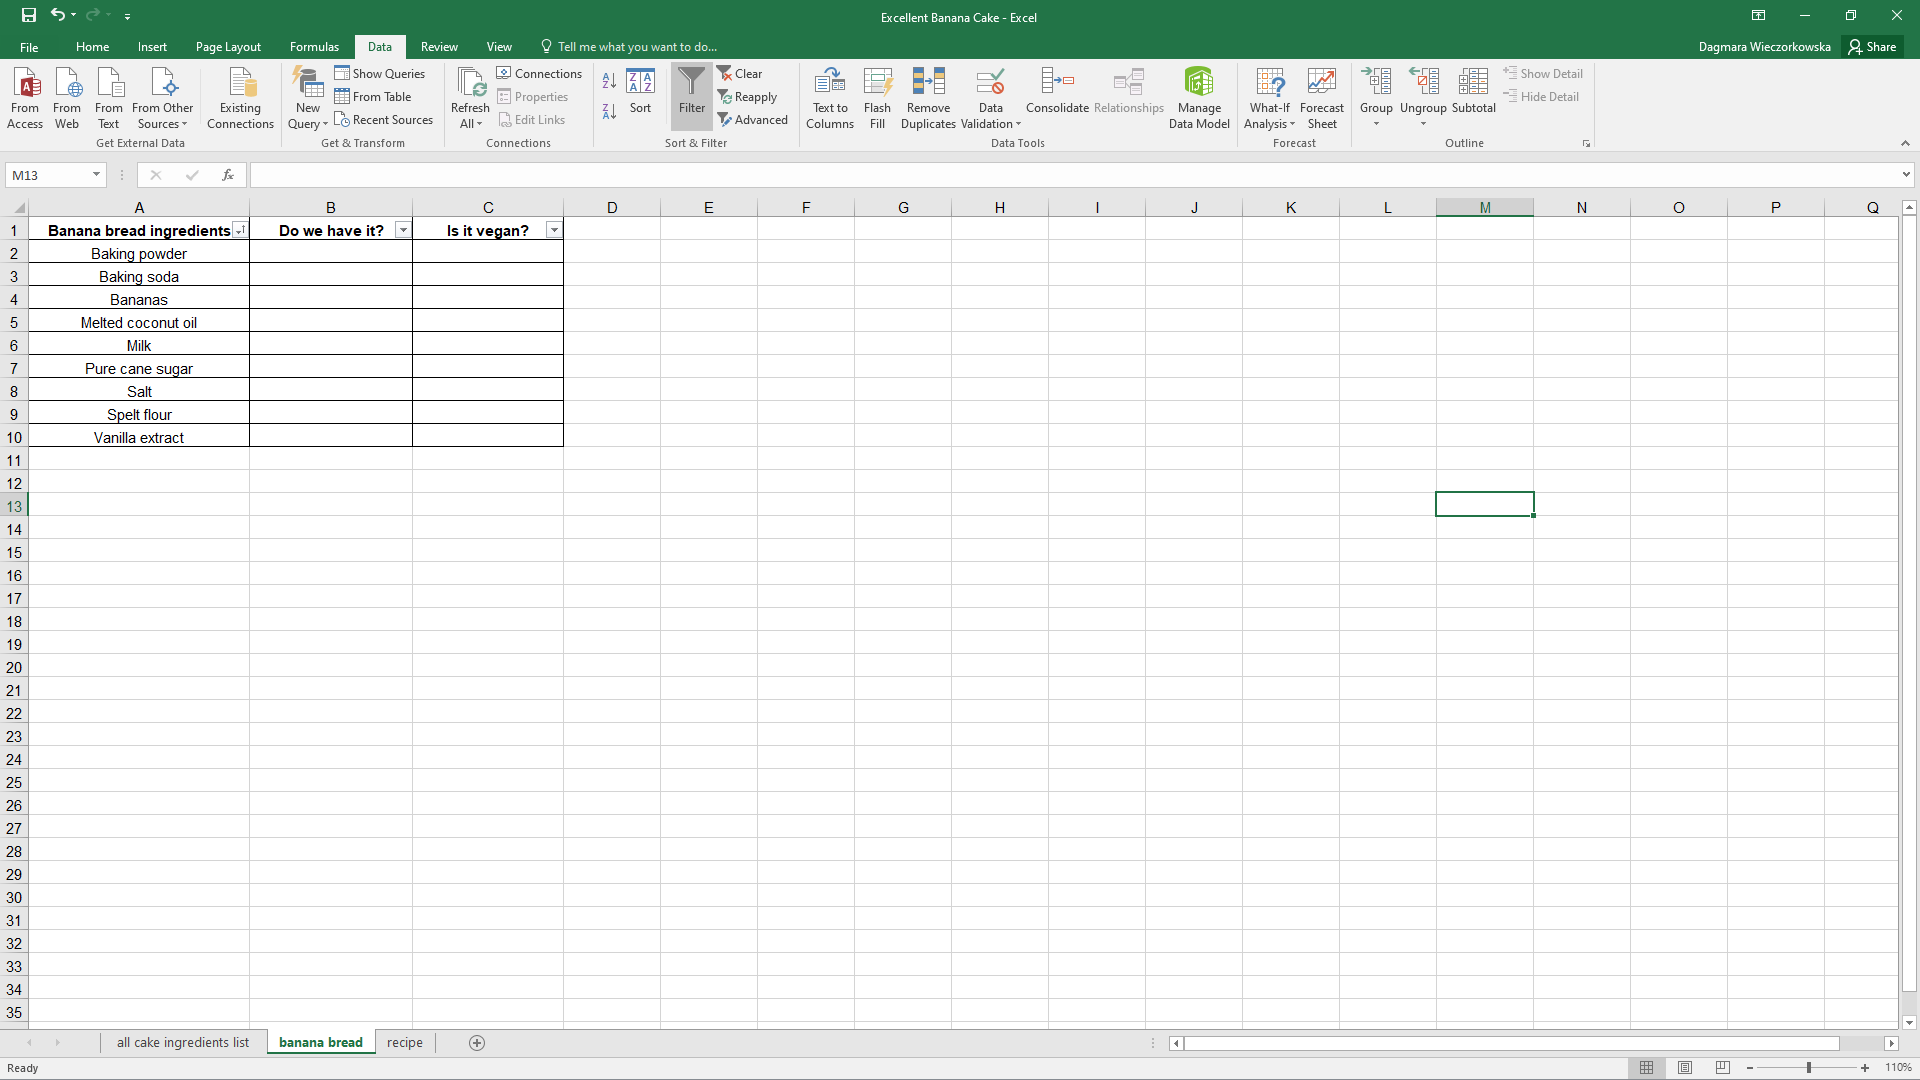 Excellent Banana Cake - Excel
File Home Insert Page Layout Formulas Data Review View Tell me what you want to do... Dagmara Wieczorkowska Share
From Access
From Web
From Text
From Other Sources
Existing Connections
Get External Data
New Query
Show Queries
From Table
Recent Sources
Get & Transform
Refresh All
Connections
Properties
Edit Links
Connections
Sort
Filter
Clear
Reapply
Advanced
Sort & Filter
Text to Columns
Flash Fill
Remove Duplicates
Data Validation
Consolidate
Relationships
Manage Data Model
Data Tools
What-If Analysis
Forecast Sheet
Forecast
Group
Ungroup
Subtotal
Show Detail
Hide Detail
Outline
M13 fx
A B C D E F G H I J K L M N O P Q
1 Banana bread ingredients Do we have it? Is it vegan?
2 Baking powder
3 Baking soda
4 Bananas
5 Melted coconut oil
6 Milk
7 Pure cane sugar
8 Salt
9 Spelt flour
10 Vanilla extract
11
12
13
14
15
16
17
18
19
20
21
22
23
24
25
26
27
28
29
30
31
32
33
34
35
all cake ingredients list banana bread recipe
Ready 110%